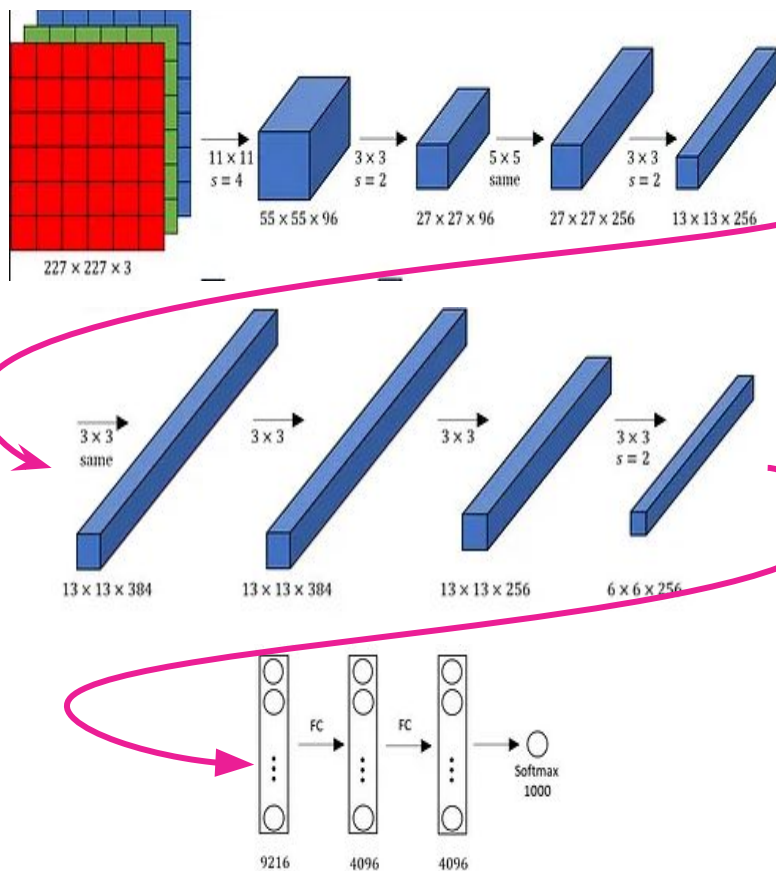 11 × 11
s = 4
3 × 3
s = 2
5 × 5
same
3 × 3
s = 2
227 × 227 × 3
55 × 55 × 96
27 × 27 × 96
27 × 27 × 256
13 × 13 × 256
3 × 3
same
3 × 3
3 × 3
3 × 3
s = 2
13 × 13 × 384
13 × 13 × 384
13 × 13 × 256
6 × 6 × 256
FC
FC
Softmax
1000
9216
4096
4096